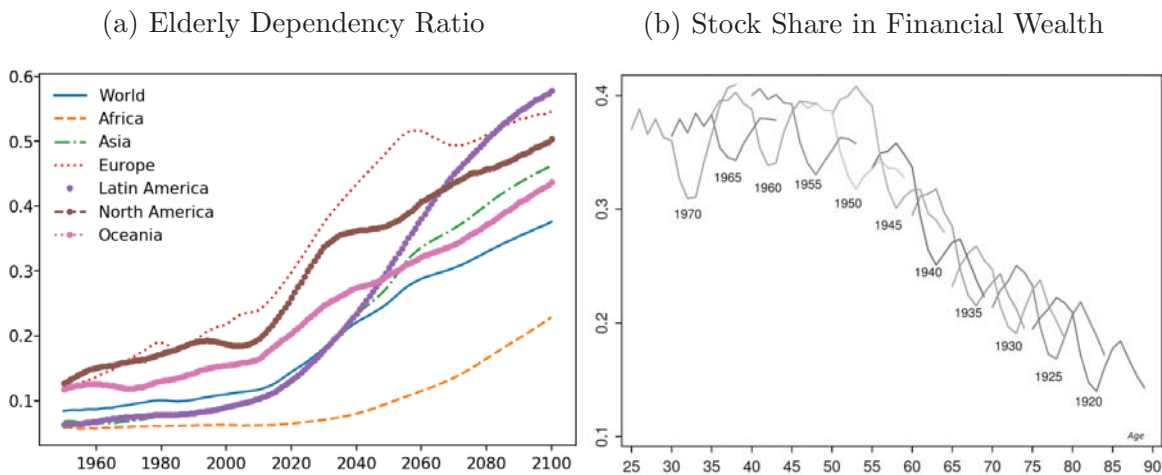 (a) Elderly Dependency Ratio
0.6
0.5
0.4
0.3
0.2
0.1
World
Africa
Asia
Europe
Latin America
North America
Oceania
1960 1980 2000 2020 2040 2060 2080 2100
(b) Stock Share in Financial Wealth
0.4
0.3
0.2
0.1
1970
1965
1960
1955
1950
1945
1940
1935
1930
1925
1920
Age
25 30 35 40 45 50 55 60 65 70 75 80 85 90